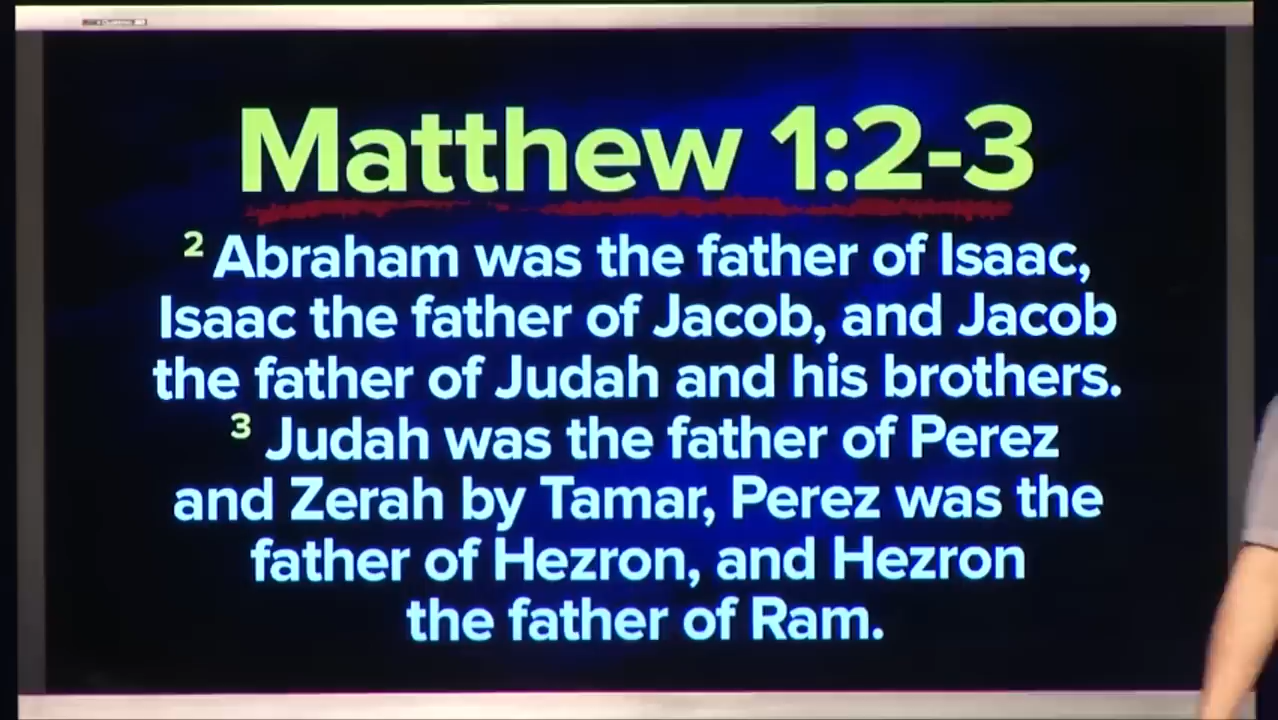 Matthew 1:2-3
2 Abraham was the father of Isaac,
Isaac the father of Jacob, and Jacob
the father of Judah and his brothers.
3 Judah was the father of Perez
and Zerah by Tamar, Perez was the
father of Hezron, and Hezron
the father of Ram.